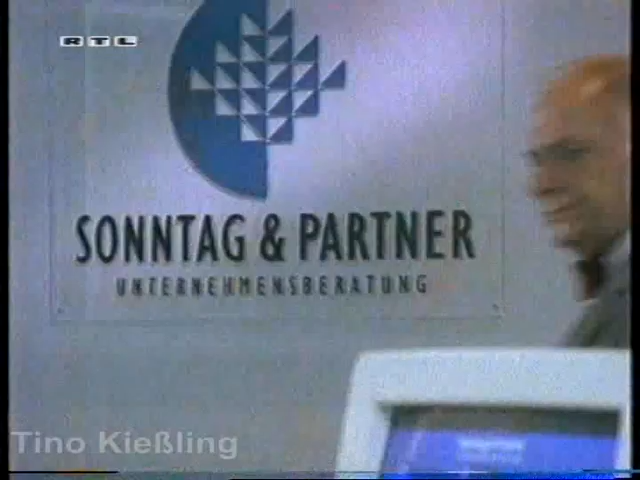 RTL
SONNTAG & PARTNER
UNTERNEHMENSBERATUNG
Tino Kießling